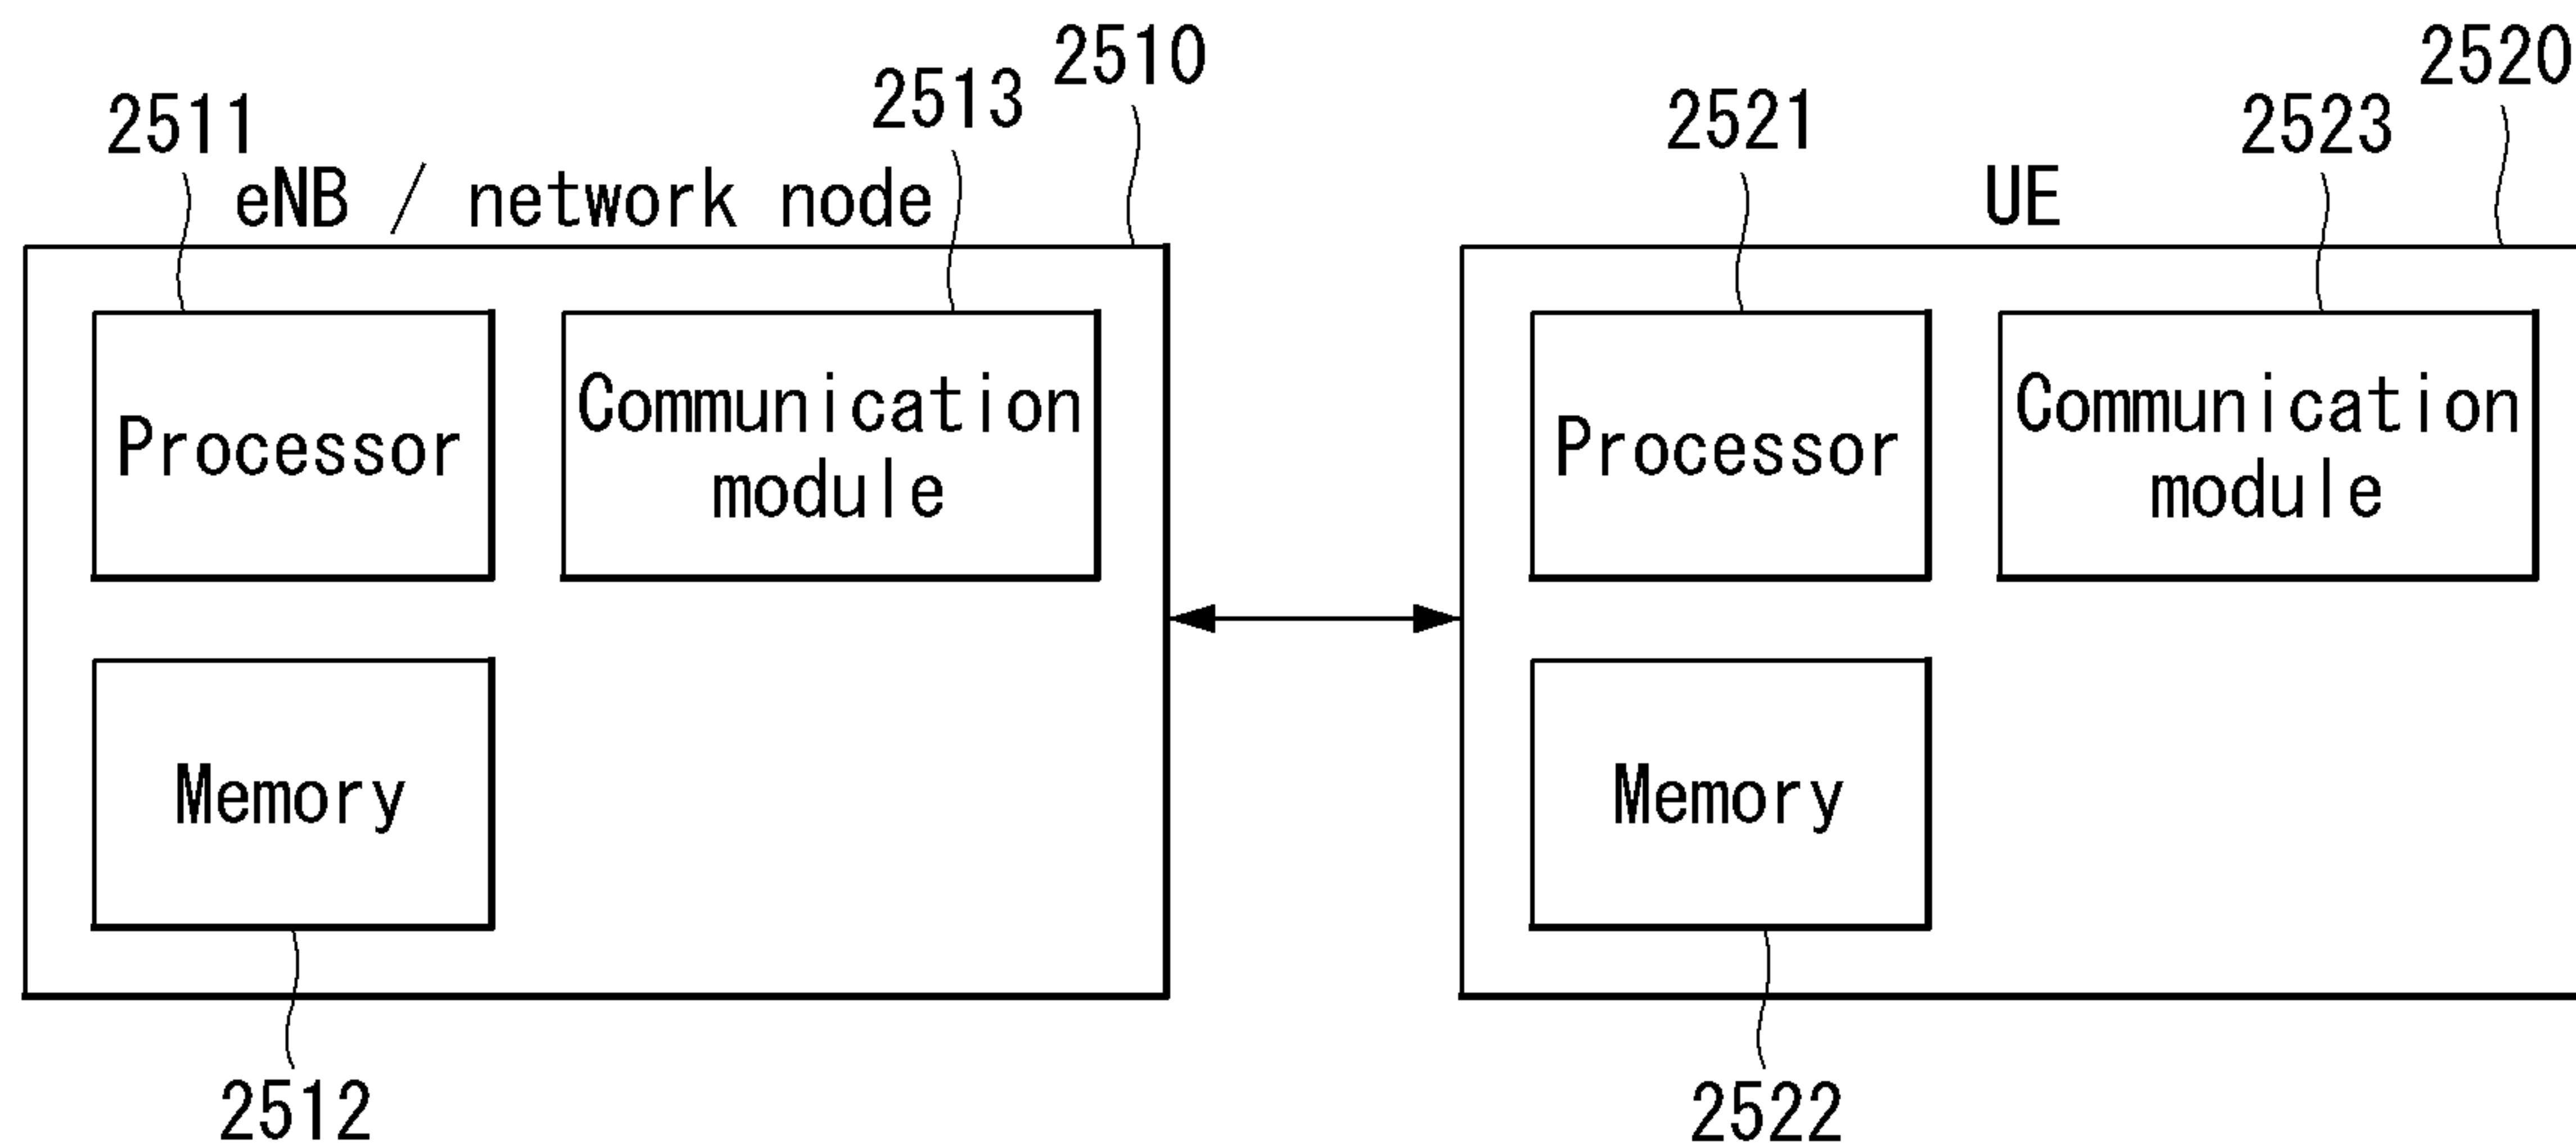 2510
2520
2513
2511
2521
2523
eNB / network node
UE
Processor
Communication
module
Processor
Communication
module
Memory
Memory
2512
2522